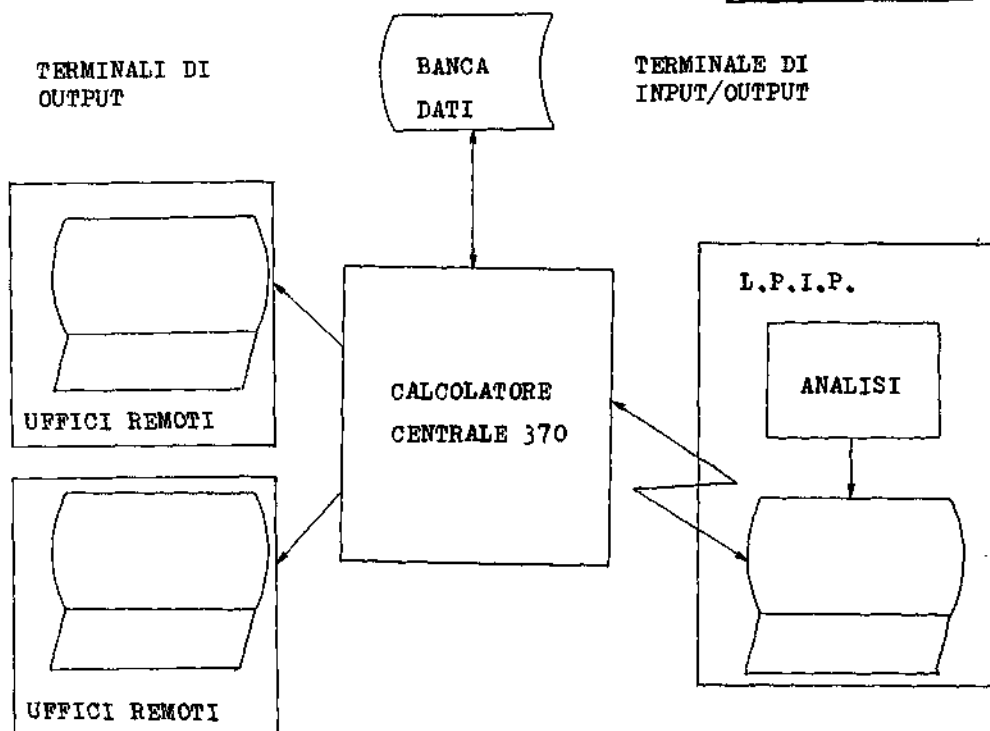 TERMINALI DI
OUTPUT
BANCA
DATI
TERMINALE DI
INPUT/OUTPUT
UFFICI REMOTI
CALCOLATORE
CENTRALE 370
L.P.I.P.
ANALISI
UFFICI REMOTI